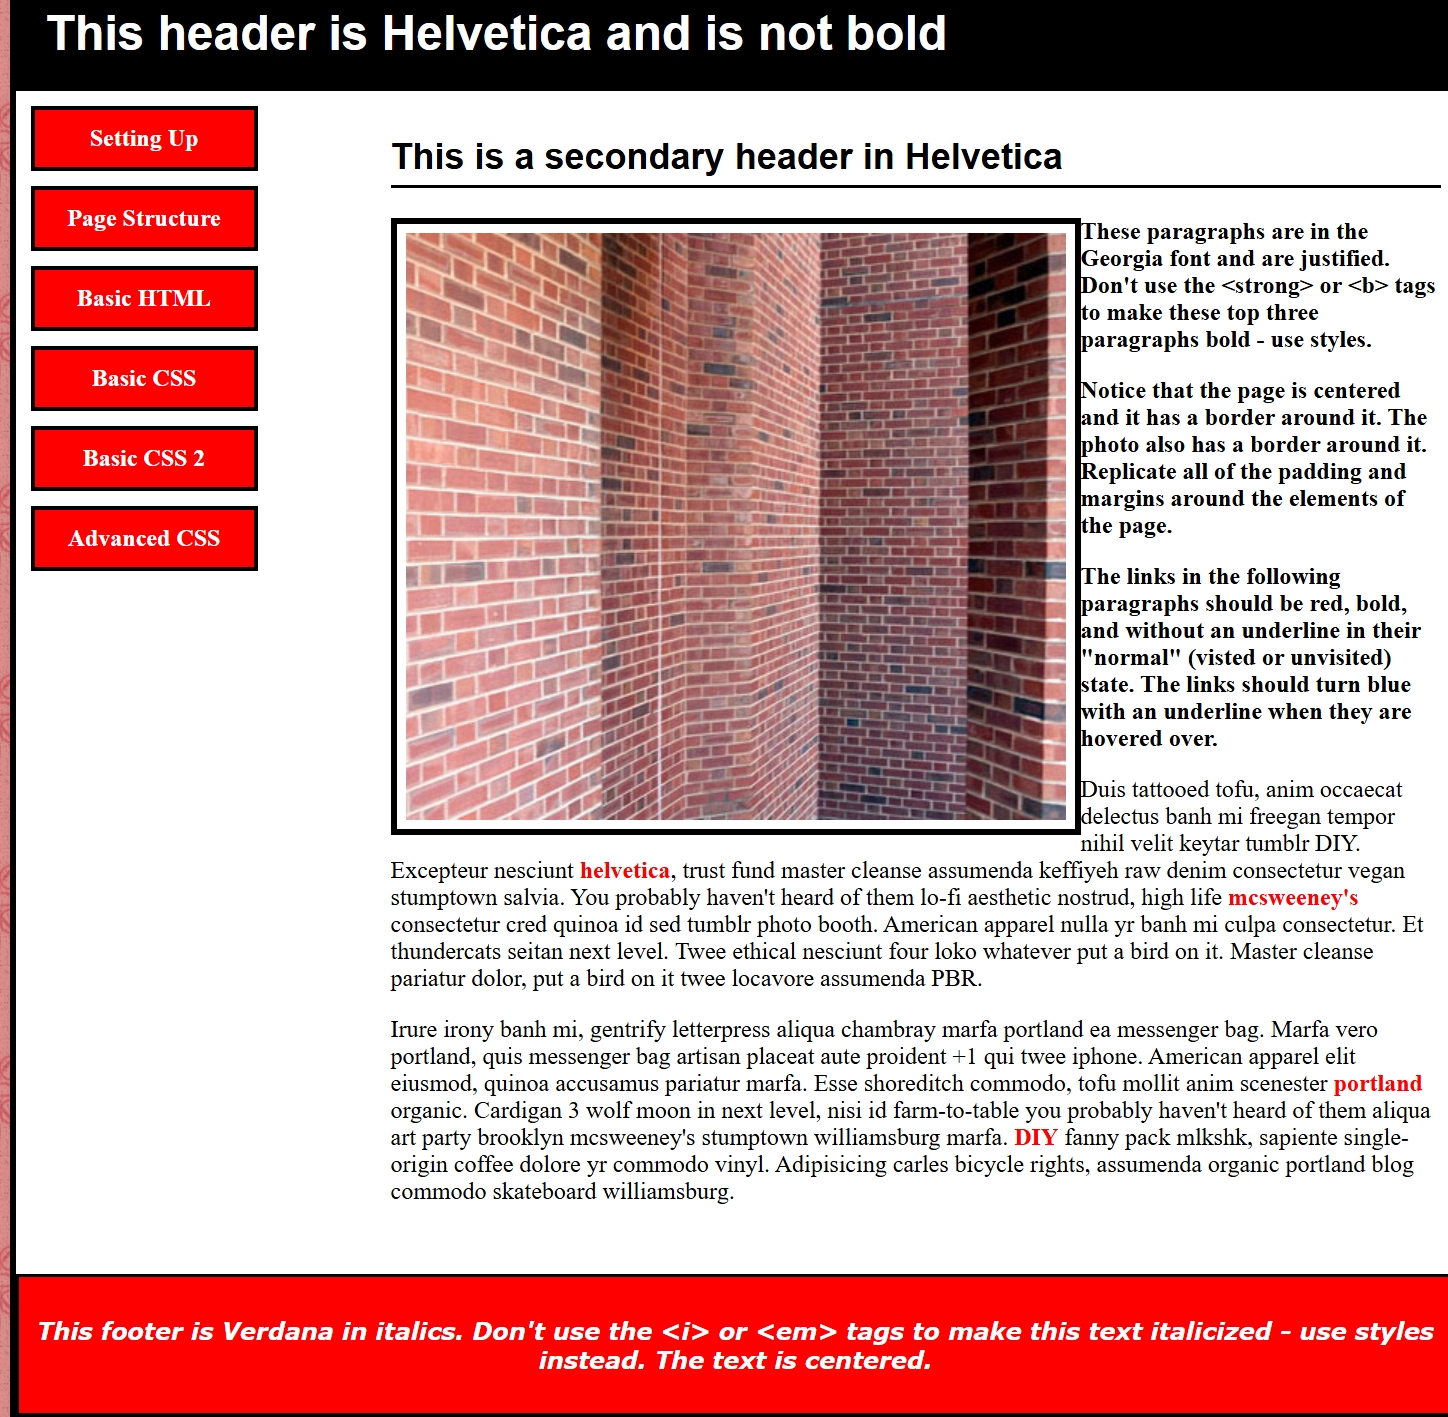 This header is Helvetica and is not bold
Setting Up
Page Structure
Basic HTML
Basic CSS
Basic CSS 2
Advanced CSS
This is a secondary header in Helvetica
These paragraphs are in the
Georgia font and are justified.
Don't use the <strong> or <b> tags
to make these top three
paragraphs bold - use styles.
Notice that the page is centered
and it has a border around it. The
photo also has a border around it.
Replicate all of the padding and
margins around the elements of
the page.
The links in the following
paragraphs should be red, bold,
and without an underline in their
"normal" (visted or unvisited)
state. The links should turn blue
with an underline when they are
hovered over.
Duis tattooed tofu, anim occaecat
delectus banh mi freegan tempor
nihil velit keytar tumblr DIY.
Excepteur nesciunt helvetica, trust fund master cleanse assumenda keffiyeh raw denim consectetur vegan
stumptown salvia. You probably haven't heard of them lo-fi aesthetic nostrud, high life mcsweeney's
consectetur cred quinoa id sed tumblr photo booth. American apparel nulla yr banh mi culpa consectetur. Et
thundercats seitan next level. Twee ethical nesciunt four loko whatever put a bird on it. Master cleanse
pariatur dolor, put a bird on it twee locavore assumenda PBR.
Irure irony banh mi, gentrify letterpress aliqua chambray marfa portland ea messenger bag. Marfa vero
portland, quis messenger bag artisan placeat aute proident +1 qui twee iphone. American apparel elit
eiusmod, quinoa accusamus pariatur marfa. Esse shoreditch commodo, tofu mollit anim scenester portland
organic. Cardigan 3 wolf moon in next level, nisi id farm-to-table you probably haven't heard of them aliqua
art party brooklyn mcsweeney's stumptown williamsburg marfa. DIY fanny pack mlkshk, sapiente single-
origin coffee dolore yr commodo vinyl. Adipisicing carles bicycle rights, assumenda organic portland blog
commodo skateboard williamsburg.
This footer is Verdana in italics. Don't use the <i> or <em> tags to make this text italicized - use styles
instead. The text is centered.